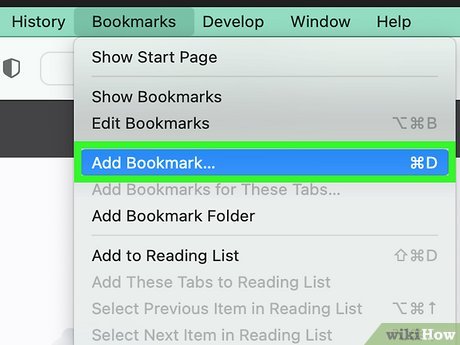 History Bookmarks Develop Window Help
Show Start Page
Show Bookmarks
Edit Bookmarks ⌥⌘B
Add Bookmark... ⌘D
Add Bookmarks for These Tabs...
Add Bookmark Folder
Add to Reading List ⇧⌘D
Add These Tabs to Reading List
Select Previous Item in Reading List ⌥⌘↑
Select Next Item in Reading List
wikiHow